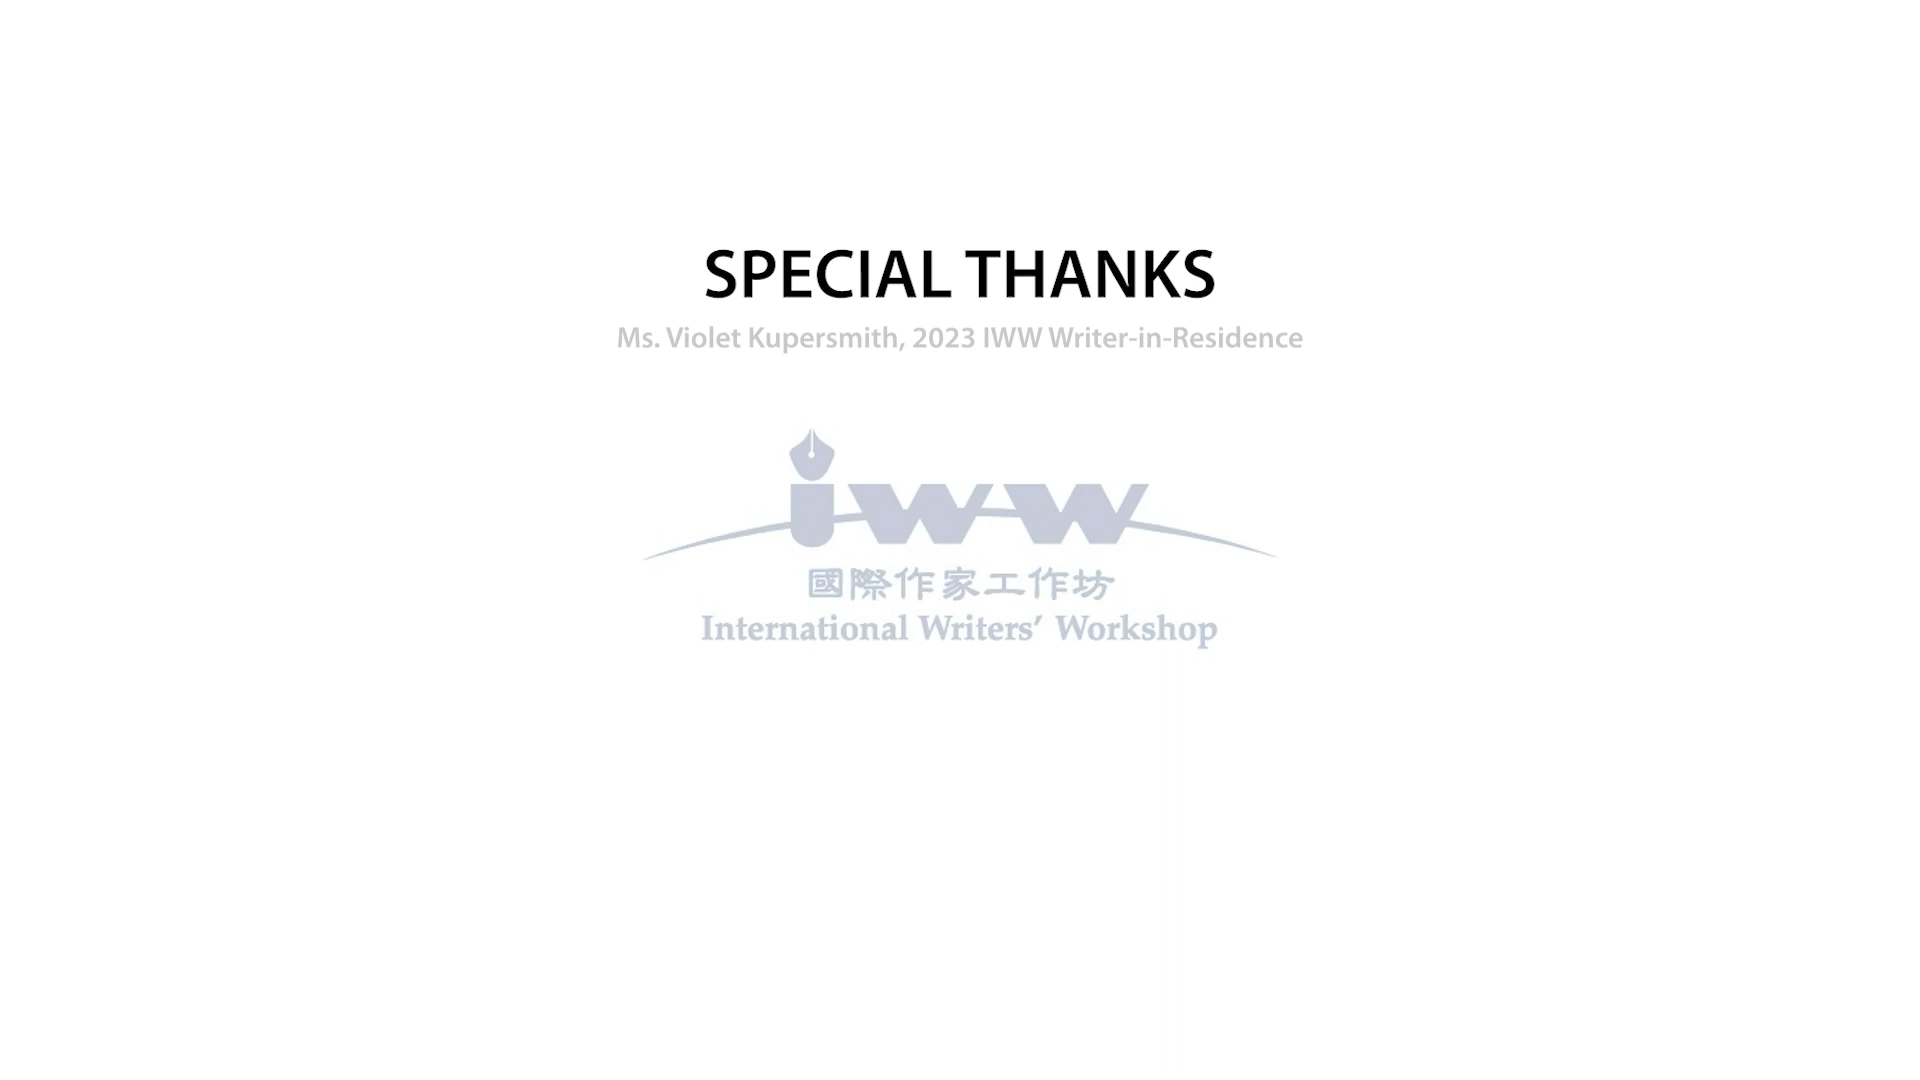 SPECIAL THANKS
Ms. Violet Kupersmith, 2023 IWW Writer-in-Residence
iww
國際作家工作坊
International Writers’ Workshop